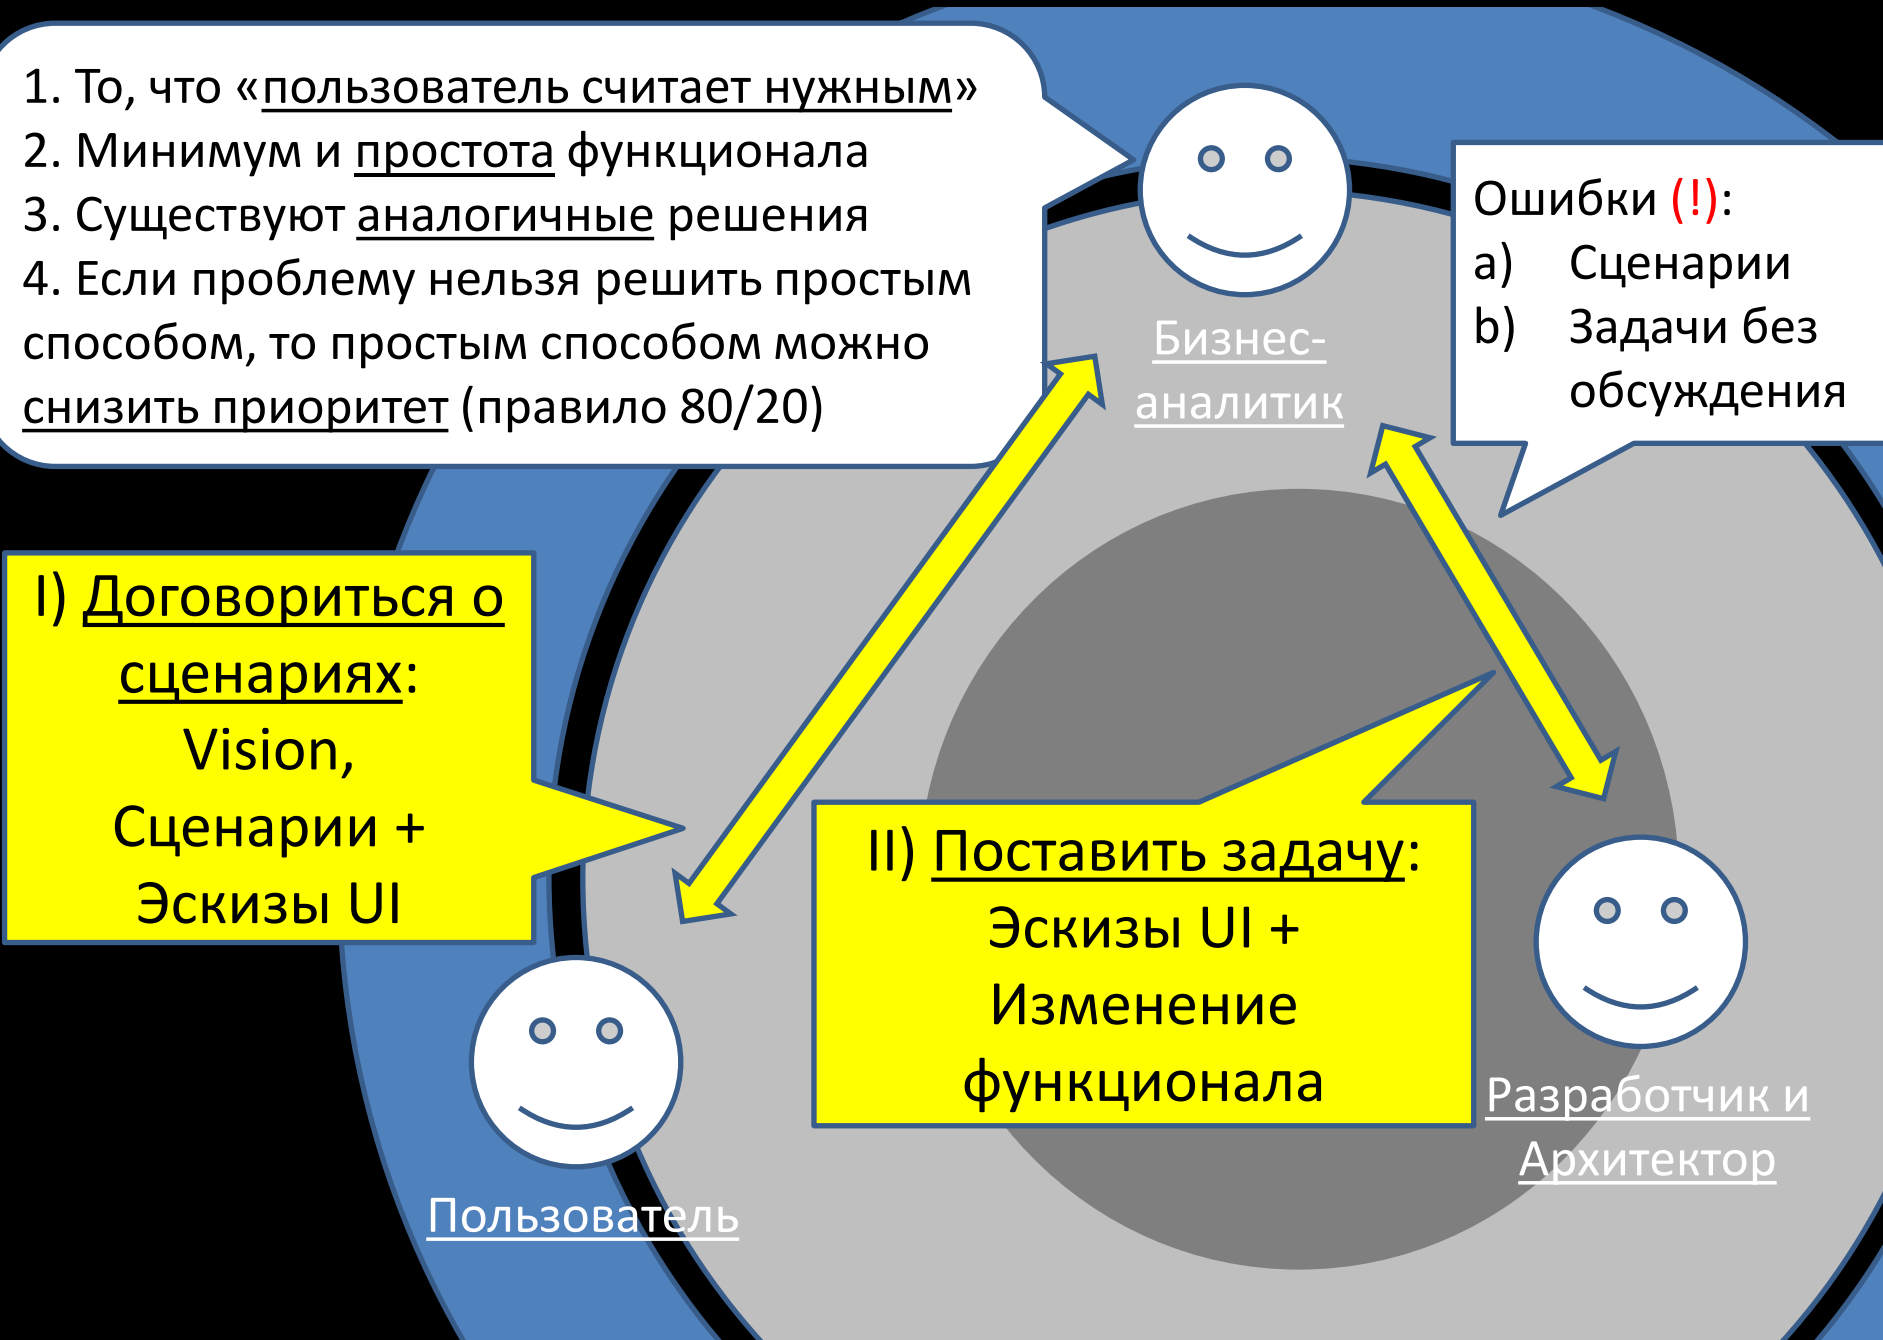 1. То, что «пользователь считает нужным»
2. Минимум и простота функционала
3. Существуют аналогичные решения
4. Если проблему нельзя решить простым
способом, то простым способом можно
снизить приоритет (правило 80/20)
Бизнес-
аналитик
Ошибки (!):
a) Сценарии
b) Задачи без
обсуждения
I) Договориться о
сценариях:
Vision,
Сценарии +
Эскизы UI
II) Поставить задачу:
Эскизы UI +
Изменение
функционала
Разработчик и
Архитектор
Пользователь